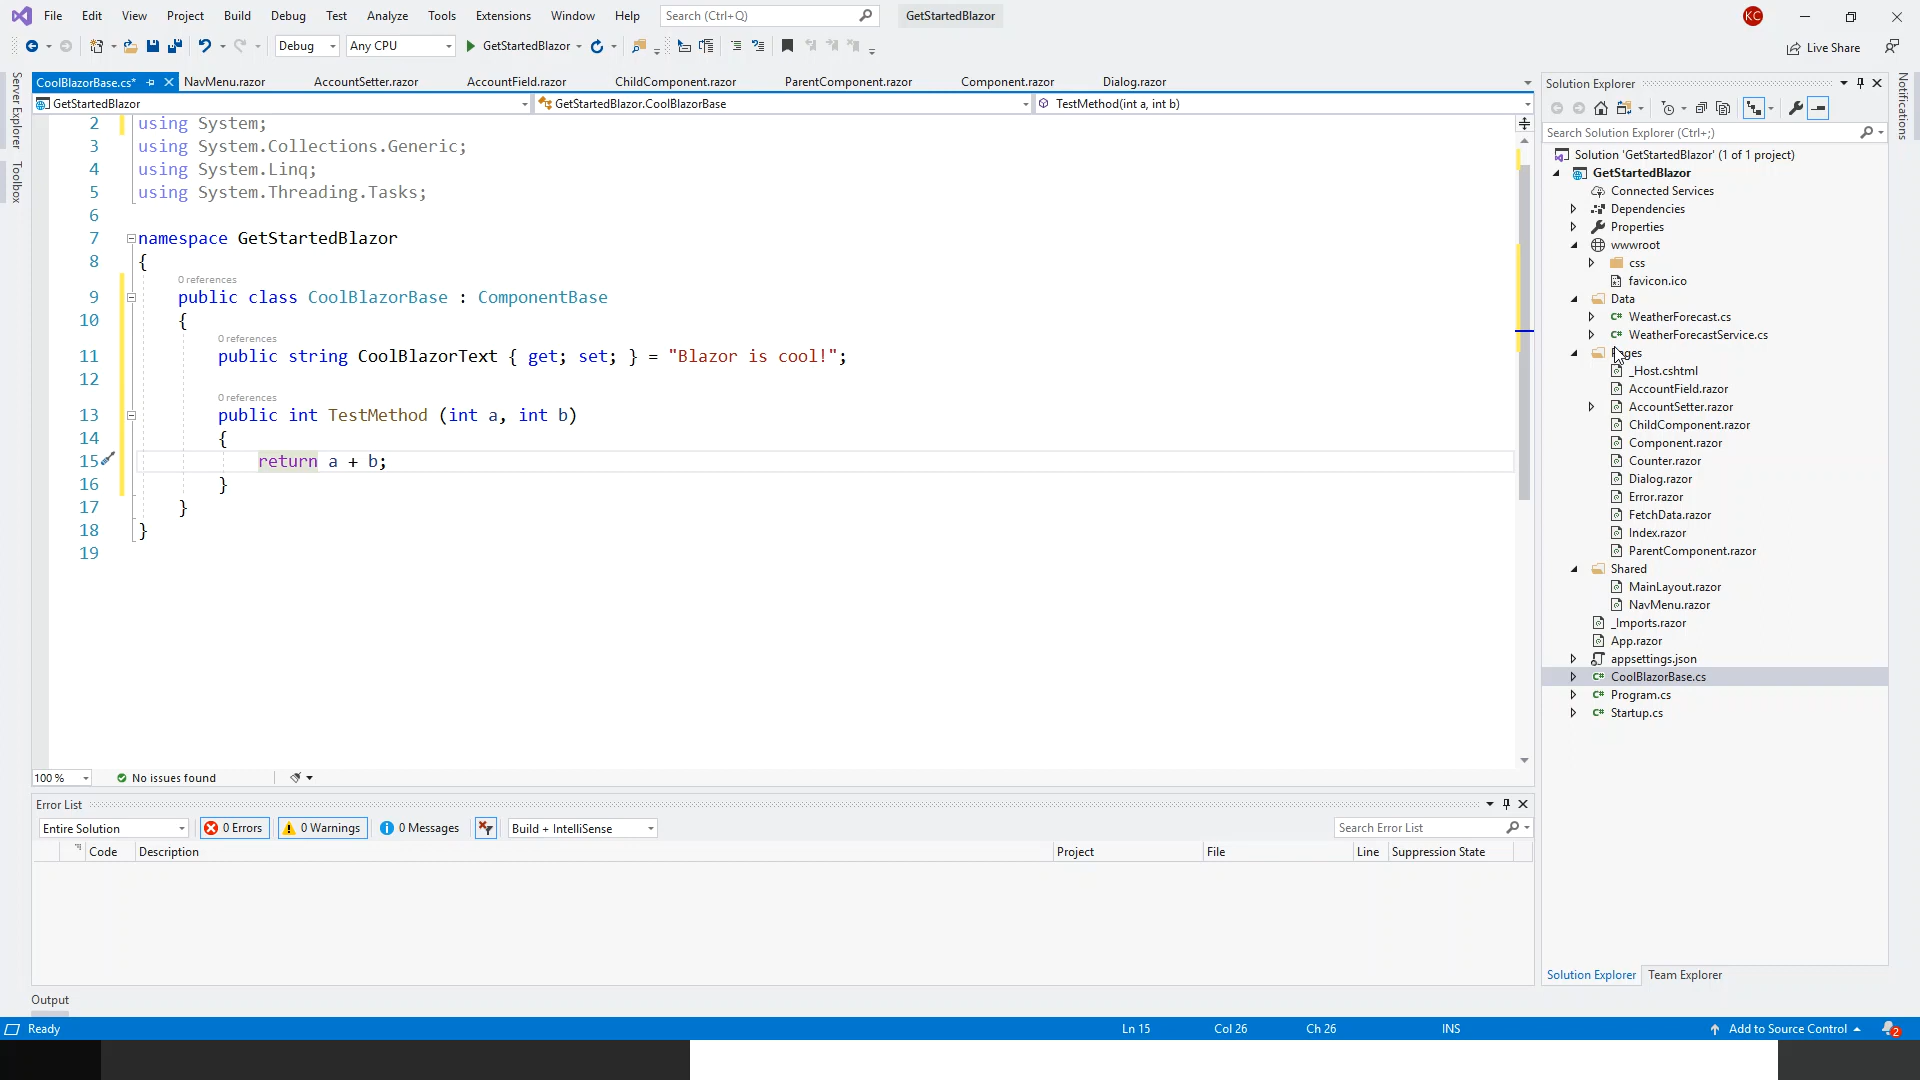 File Edit View Project Build Debug Test Analyze Tools Extensions Window Help Search (Ctrl+Q) GetStartedBlazor KC
Debug Any CPU GetStartedBlazor Live Share
CoolBlazorBase.cs* NavMenu.razor AccountSetter.razor AccountField.razor ChildComponent.razor ParentComponent.razor Component.razor Dialog.razor
GetStartedBlazor GetStartedBlazor.CoolBlazorBase TestMethod(int a, int b)
Server Explorer
Toolbox
2 using System;
3 using System.Collections.Generic;
4 using System.Linq;
5 using System.Threading.Tasks;
6
7 namespace GetStartedBlazor
8 {
0 references
9 public class CoolBlazorBase : ComponentBase
10 {
0 references
11 public string CoolBlazorText { get; set; } = "Blazor is cool!";
12
0 references
13 public int TestMethod (int a, int b)
14 {
15 return a + b;
16 }
17 }
18 }
19
100 % No issues found
Error List
Entire Solution 0 Errors 0 Warnings 0 Messages Build + IntelliSense Search Error List
Code Description Project File Line Suppression State
Output
Solution Explorer
Search Solution Explorer (Ctrl+;)
Solution 'GetStartedBlazor' (1 of 1 project)
GetStartedBlazor
Connected Services
Dependencies
Properties
wwwroot
css
favicon.ico
Data
C# WeatherForecast.cs
C# WeatherForecastService.cs
Pages
_Host.cshtml
AccountField.razor
AccountSetter.razor
ChildComponent.razor
Component.razor
Counter.razor
Dialog.razor
Error.razor
FetchData.razor
Index.razor
ParentComponent.razor
Shared
MainLayout.razor
NavMenu.razor
_Imports.razor
App.razor
appsettings.json
C# CoolBlazorBase.cs
C# Program.cs
C# Startup.cs
Solution Explorer Team Explorer
Notifications
Ready Ln 15 Col 26 Ch 26 INS Add to Source Control 2